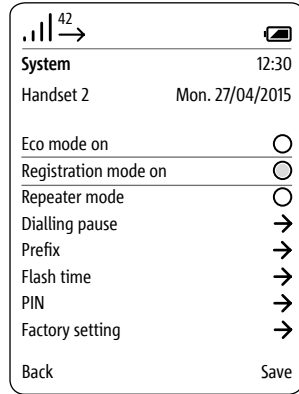 42
System 12:30
Handset 2 Mon. 27/04/2015
Eco mode on
Registration mode on
Repeater mode
Dialling pause
Prefix
Flash time
PIN
Factory setting
Back Save